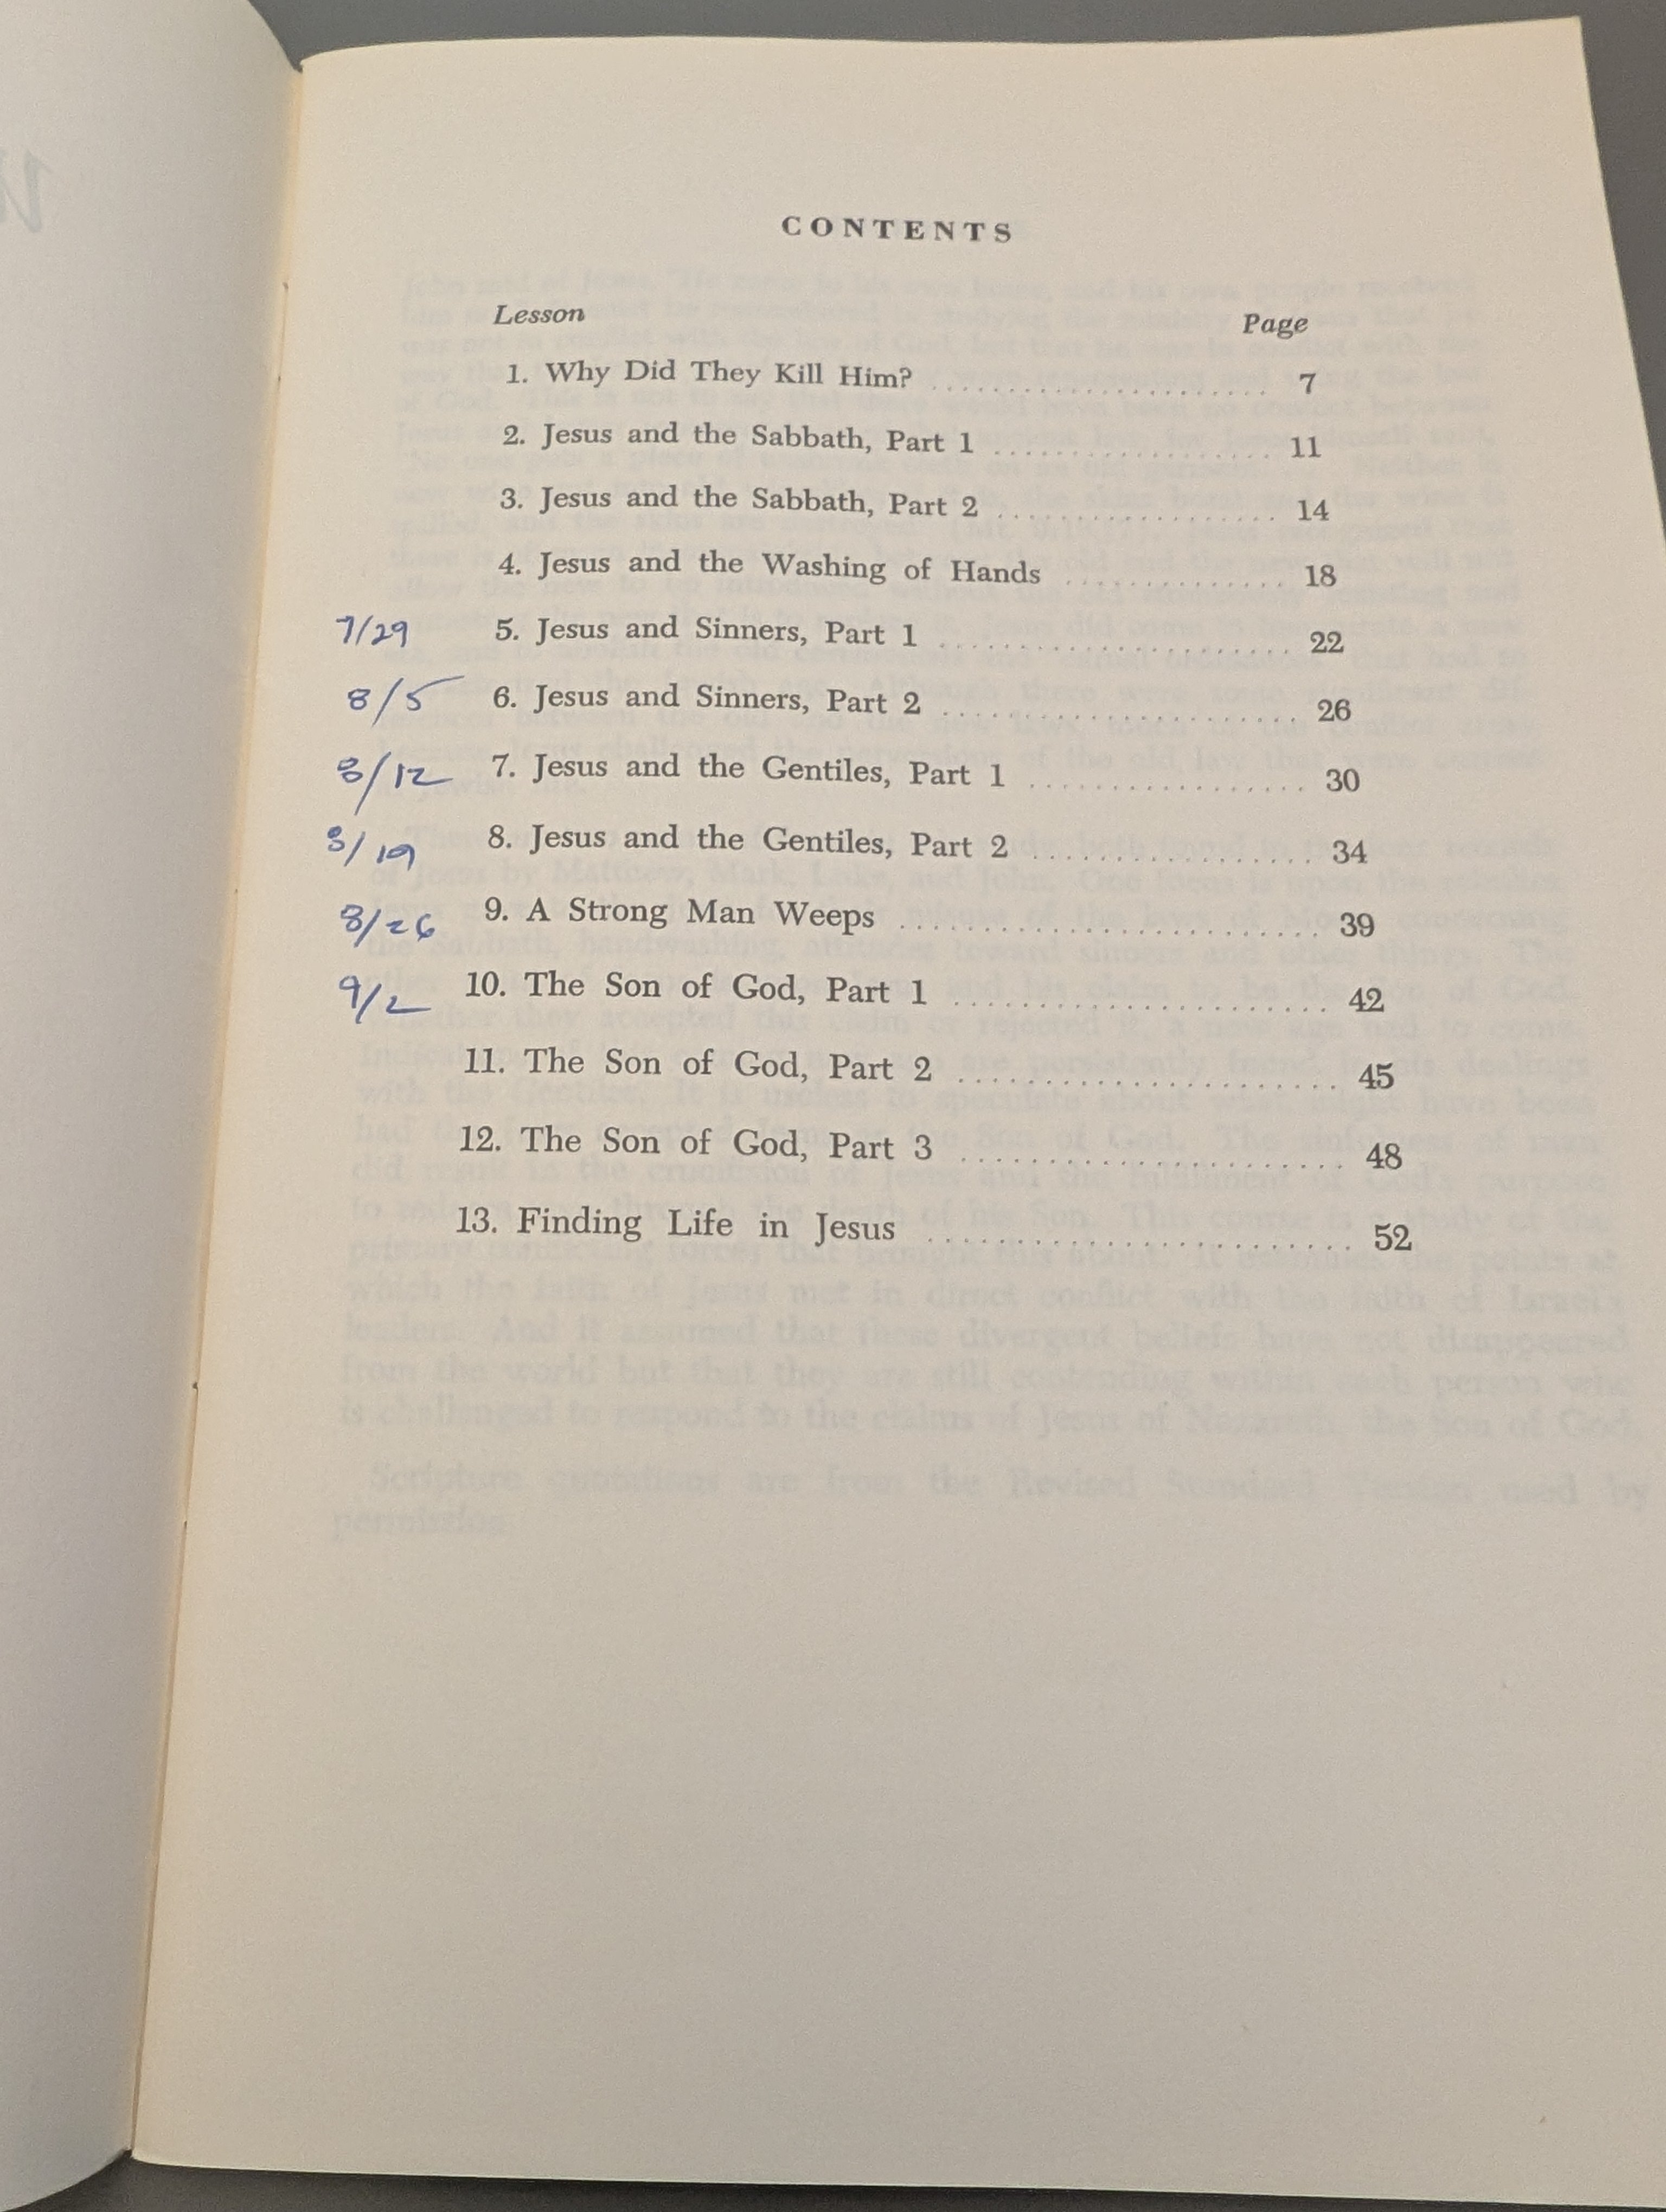 CONTENTS
Lesson Page
1. Why Did They Kill Him? 7
2. Jesus and the Sabbath, Part 1 11
3. Jesus and the Sabbath, Part 2 14
4. Jesus and the Washing of Hands 18
7/29 5. Jesus and Sinners, Part 1 22
8/5 6. Jesus and Sinners, Part 2 26
8/12 7. Jesus and the Gentiles, Part 1 30
8/19 8. Jesus and the Gentiles, Part 2 34
8/26 9. A Strong Man Weeps 39
9/2 10. The Son of God, Part 1 42
11. The Son of God, Part 2 45
12. The Son of God, Part 3 48
13. Finding Life in Jesus 52